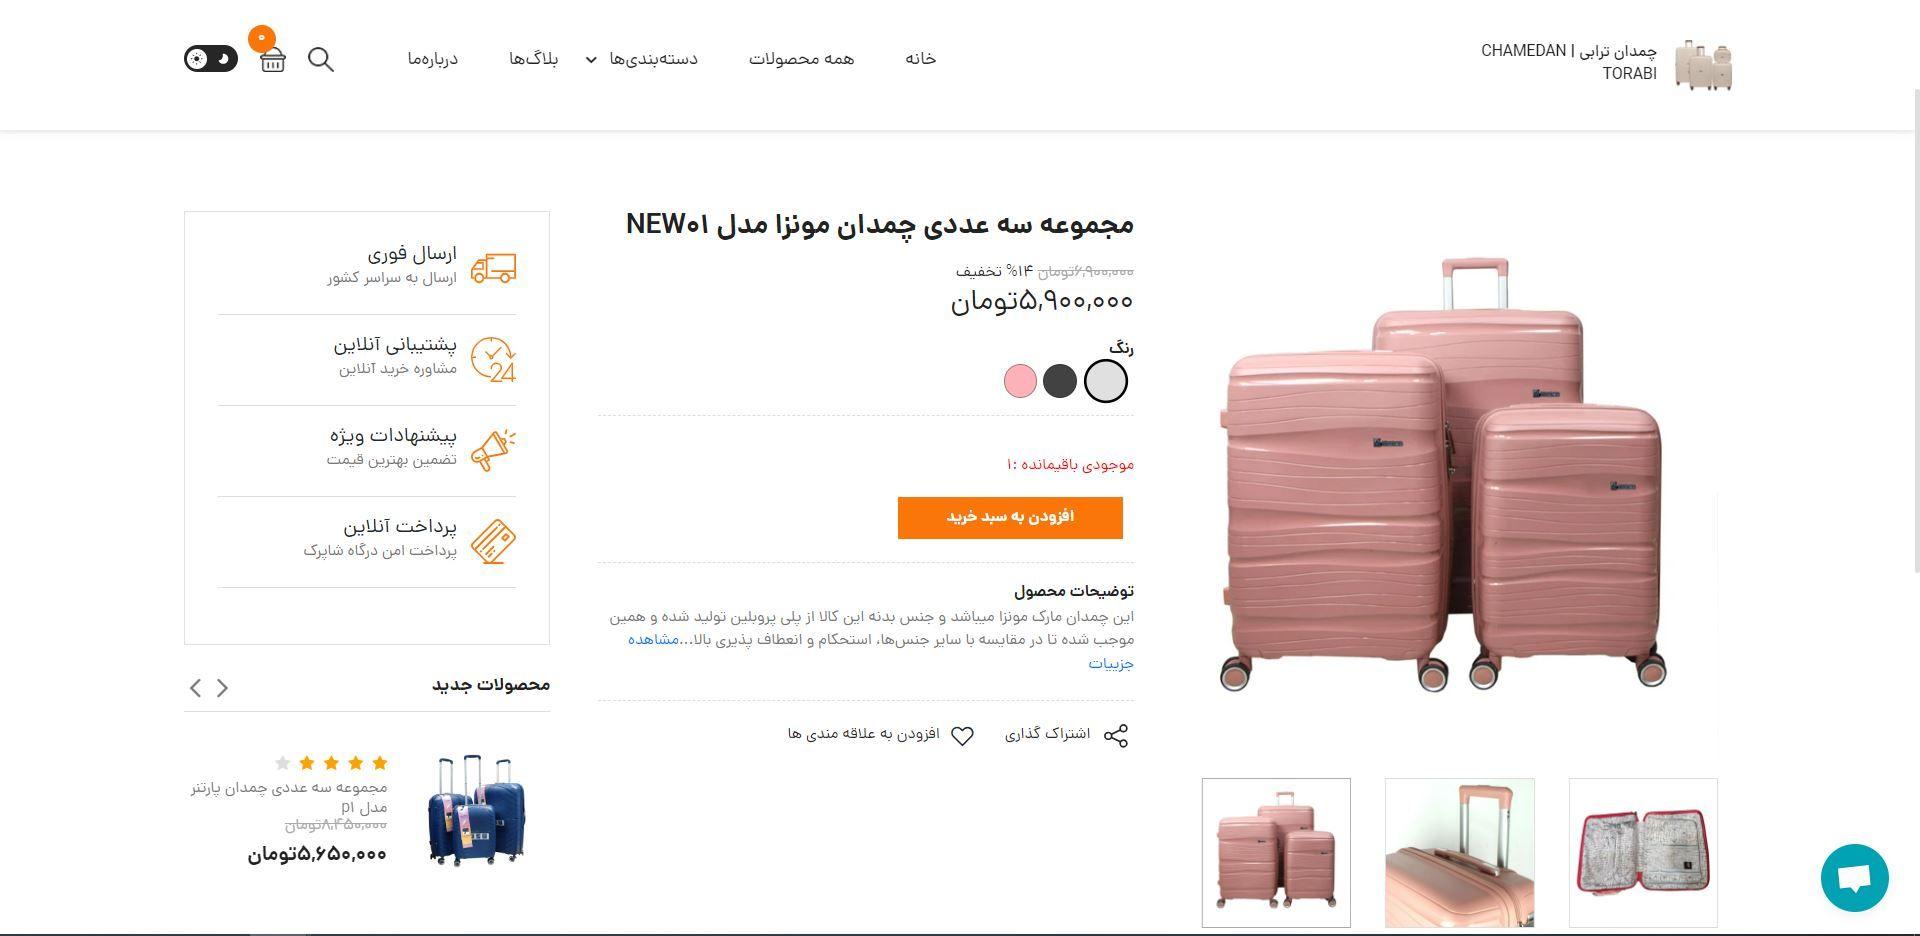 چمدان ترابی | CHAMEDAN
TORABI
خانه
همه محصولات
دسته‌بندی‌ها
بلاگ‌ها
درباره‌ما
۰
مجموعه سه عددی چمدان مونزا مدل NEW۰۱
۶,۹۰۰,۰۰۰تومان ۱۴% تخفیف
۵,۹۰۰,۰۰۰تومان
رنگ
موجودی باقیمانده :۱
افزودن به سبد خرید
توضیحات محصول
این چمدان مارک مونزا میباشد و جنس بدنه این کالا از پلی پروبلین تولید شده و همین
موجب شده تا در مقایسه با سایر جنس‌ها، استحکام و انعطاف پذیری بالا...مشاهده
جزییات
اشتراک گذاری
افزودن به علاقه مندی ها
ارسال فوری
ارسال به سراسر کشور
پشتیبانی آنلاین
مشاوره خرید آنلاین
24
پیشنهادات ویژه
تضمین بهترین قیمت
پرداخت آنلاین
پرداخت امن درگاه شاپرک
محصولات جدید
مجموعه سه عددی چمدان پارتنر
مدل p۱
۸,۴۵۰,۰۰۰تومان
۵,۶۵۰,۰۰۰تومان